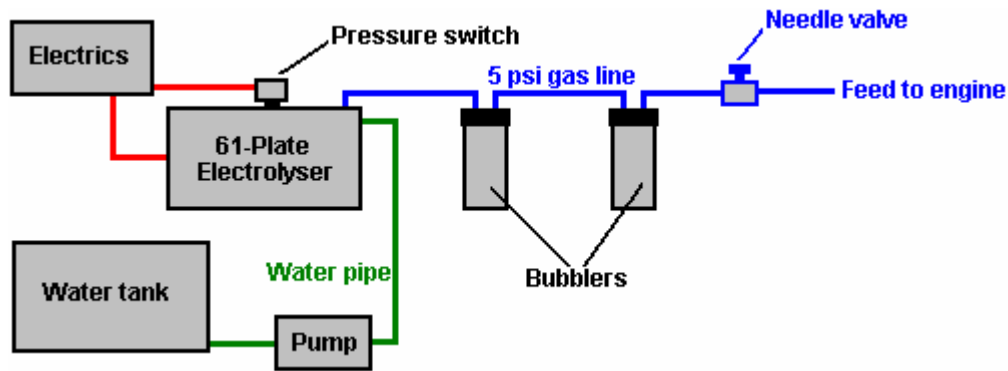 Needle valve
Electrics
Pressure switch
5 psi gas line
Feed to engine
61-Plate
Electrolyser
Water pipe
Bubblers
Water tank
Pump